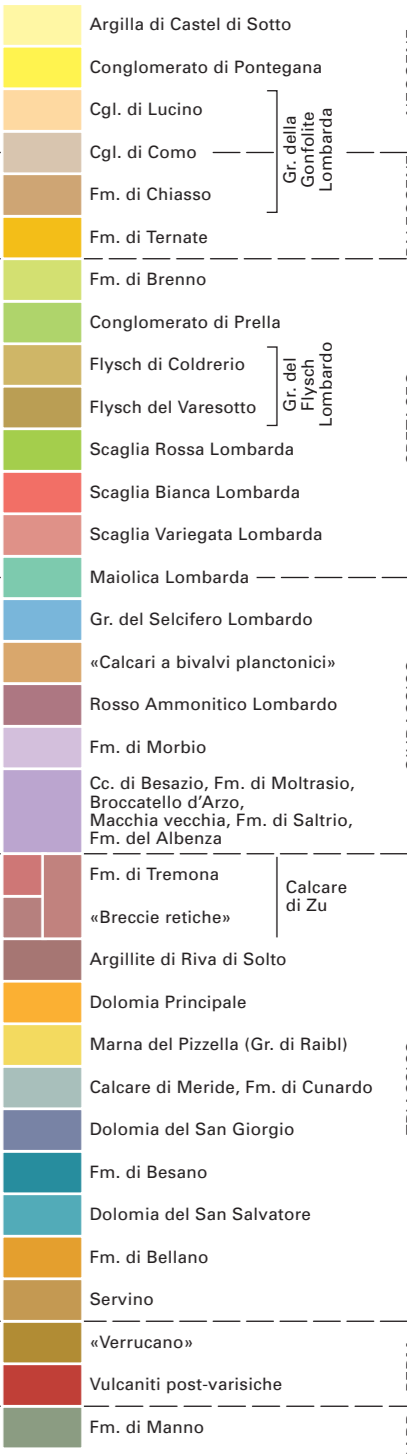 Argilla di Castel di Sotto
Conglomerato di Pontegana
Cgl. di Lucino
Cgl. di Como
Fm. di Chiasso
Gr. della
Gonfolite
Lombarda
Fm. di Ternate
Fm. di Brenno
Conglomerato di Prella
Flysch di Coldrerio
Flysch del Varesotto
Gr. del
Flysch
Lombardo
Scaglia Rossa Lombarda
Scaglia Bianca Lombarda
Scaglia Variegata Lombarda
Maiolica Lombarda
Gr. del Selcifero Lombardo
«Calcari a bivalvi planctonici»
Rosso Ammonitico Lombardo
Fm. di Morbio
Cc. di Besazio, Fm. di Moltrasio,
Broccatello d'Arzo,
Macchia vecchia, Fm. di Saltrio,
Fm. del Albenza
Fm. di Tremona
«Breccie retiche»
Calcare
di Zu
Argillite di Riva di Solto
Dolomia Principale
Marna del Pizzella (Gr. di Raibl)
Calcare di Meride, Fm. di Cunardo
Dolomia del San Giorgio
Fm. di Besano
Dolomia del San Salvatore
Fm. di Bellano
Servino
«Verrucano»
Vulcaniti post-varisiche
Fm. di Manno